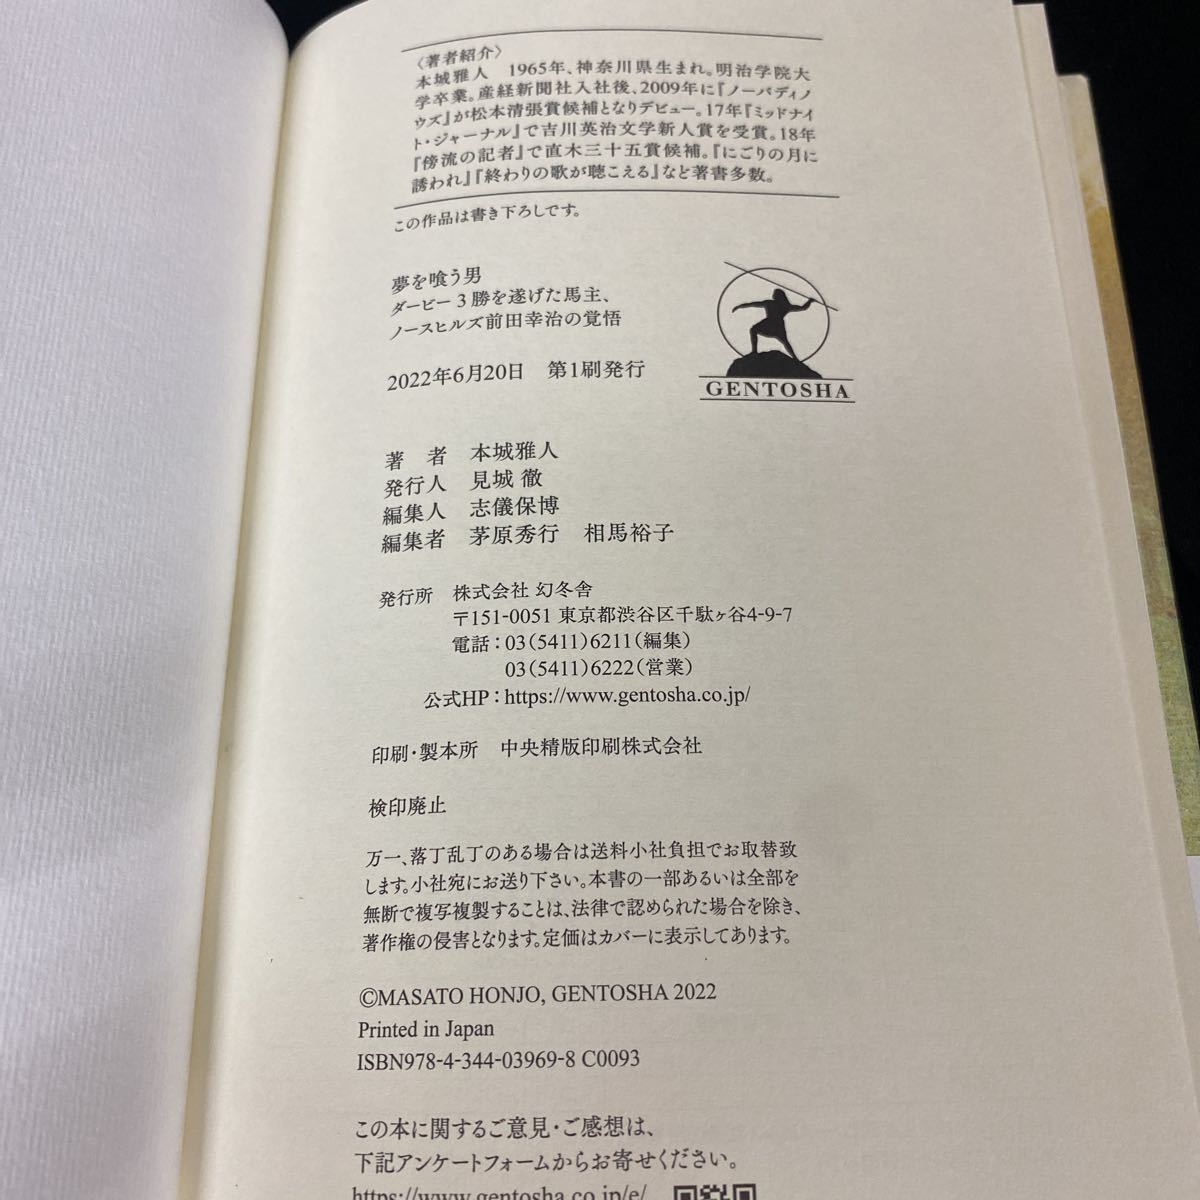 〈著者紹介〉
本城雅人　1965年、神奈川県生まれ。明治学院大
学卒業。産経新聞社入社後、2009年に『ノーバディノ
ウズ』が松本清張賞候補となりデビュー。17年『ミッドナイ
ト・ジャーナル』で吉川英治文学新人賞を受賞。18年
『傍流の記者』で直木三十五賞候補。『にごりの月に
誘われ』『終わりの歌が聴こえる』など著書多数。
この作品は書き下ろしです。
夢を喰う男
ダービー3勝を遂げた馬主、
ノースヒルズ前田幸治の覚悟
2022年6月20日　第1刷発行
GENTOSHA
著　者　本城雅人
発行人　見城 徹
編集人　志儀保博
編集者　茅原秀行　相馬裕子
発行所　株式会社 幻冬舎
〒151-0051 東京都渋谷区千駄ヶ谷4-9-7
電話：03(5411)6211(編集)
03(5411)6222(営業)
公式HP：https://www.gentosha.co.jp/
印刷・製本所　中央精版印刷株式会社
検印廃止
万一、落丁乱丁のある場合は送料小社負担でお取替致
します。小社宛にお送り下さい。本書の一部あるいは全部を
無断で複写複製することは、法律で認められた場合を除き、
著作権の侵害となります。定価はカバーに表示してあります。
©MASATO HONJO, GENTOSHA 2022
Printed in Japan
ISBN978-4-344-03969-8 C0093
この本に関するご意見・ご感想は、
下記アンケートフォームからお寄せください。
https://www.gentosha.co.jp/e/